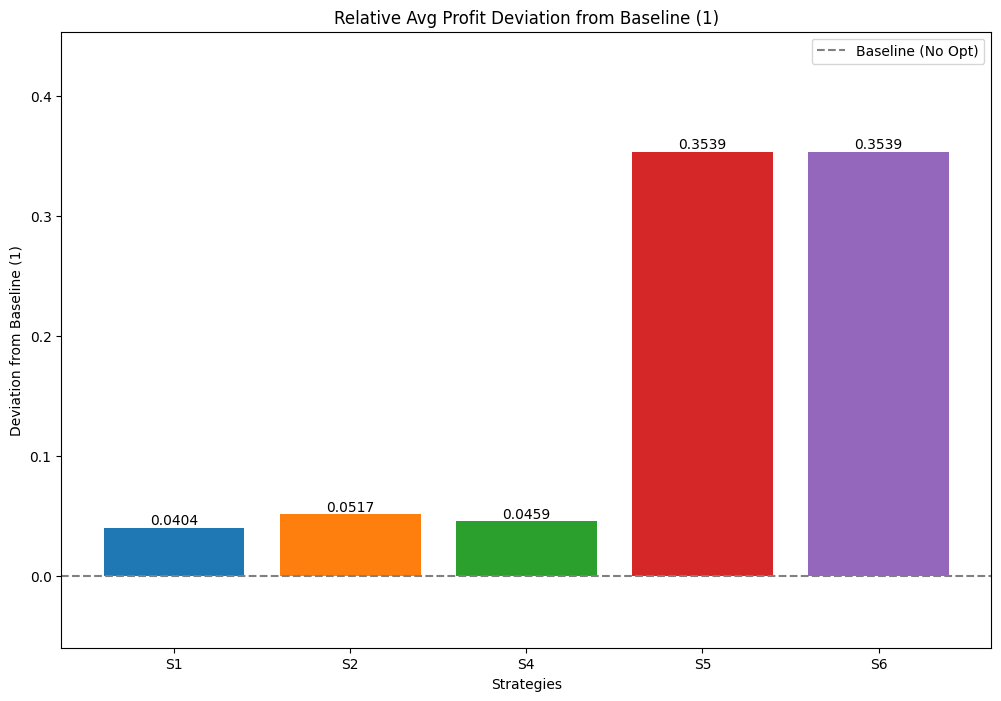 Relative Avg Profit Deviation from Baseline (1)
Baseline (No Opt)
Deviation from Baseline (1)
0.4
0.3
0.2
0.1
0.0
0.0404
0.0517
0.0459
0.3539
0.3539
S1
S2
S4
S5
S6
Strategies